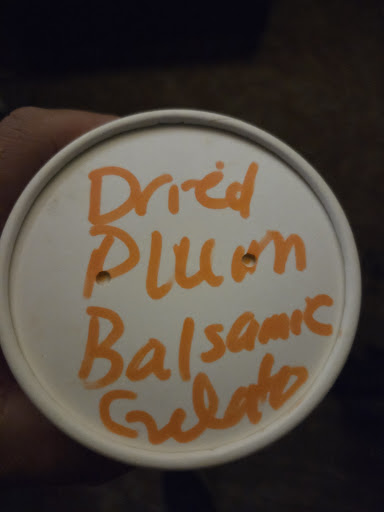 Dried
Plum
Balsamic
Gelato